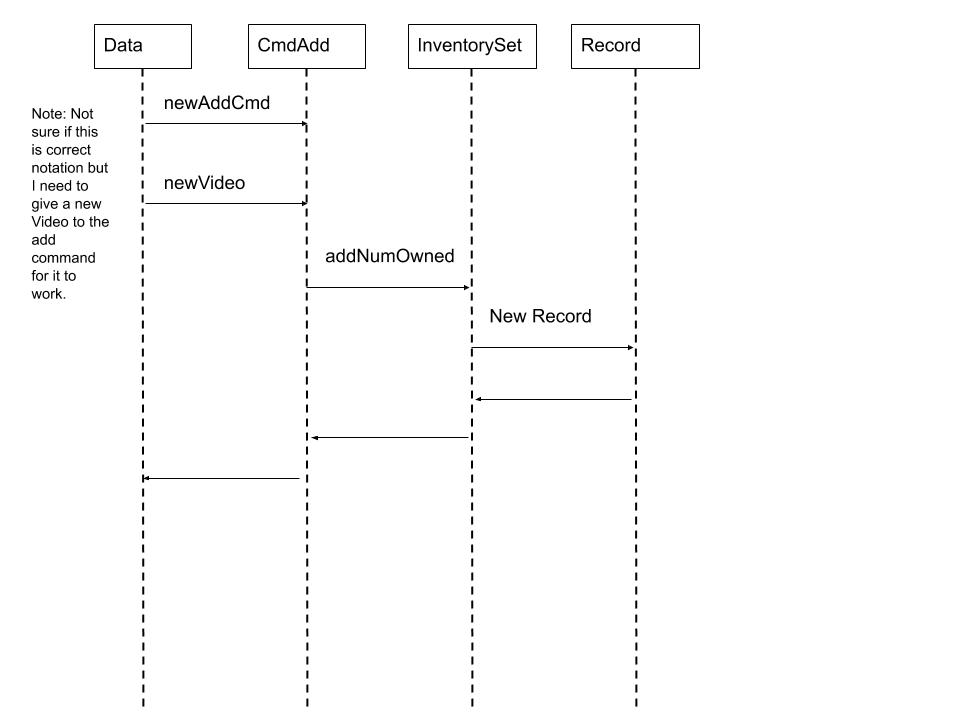 Data
CmdAdd
InventorySet
Record
newAddCmd
Note: Not
sure if this
is correct
notation but
I need to
give a new
Video to the
add
command
for it to
work.
newVideo
addNumOwned
New Record